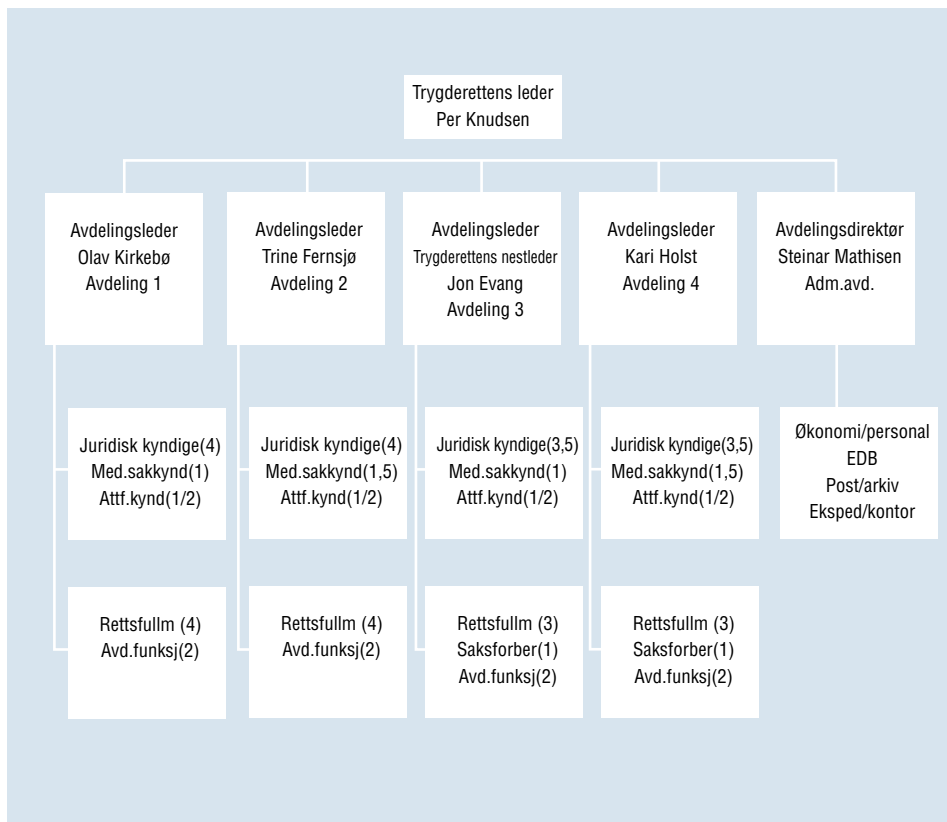 Trygderettens leder
Per Knudsen
Avdelingsleder
Olav Kirkebø
Avdeling 1
Avdelingsleder
Trine Fernsjø
Avdeling 2
Avdelingsleder
Trygderettens nestleder
Jon Evang
Avdeling 3
Avdelingsleder
Kari Holst
Avdeling 4
Avdelingsdirektør
Steinar Mathisen
Adm.avd.
Juridisk kyndige(4)
Med.sakkynd(1)
Attf.kynd(1/2)
Juridisk kyndige(4)
Med.sakkynd(1,5)
Attf.kynd(1/2)
Juridisk kyndige(3,5)
Med.sakkynd(1)
Attf.kynd(1/2)
Juridisk kyndige(3,5)
Med.sakkynd(1,5)
Attf.kynd(1/2)
Økonomi/personal
EDB
Post/arkiv
Eksped/kontor
Rettsfullm (4)
Avd.funksj(2)
Rettsfullm (4)
Avd.funksj(2)
Rettsfullm (3)
Saksforber(1)
Avd.funksj(2)
Rettsfullm (3)
Saksforber(1)
Avd.funksj(2)